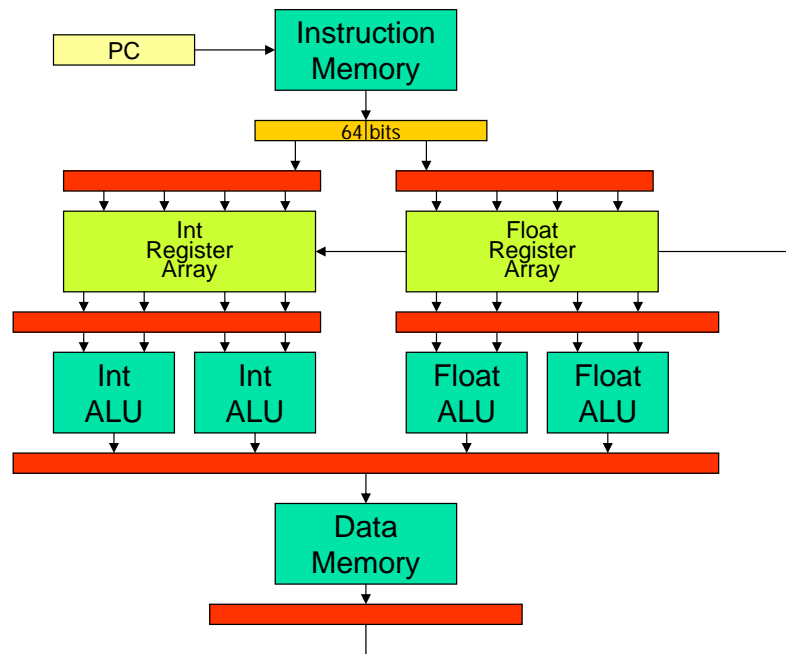 Instruction
Memory
PC
64 bits
Int
Register
Array
Float
Register
Array
Int
ALU
Int
ALU
Float
ALU
Float
ALU
Data
Memory